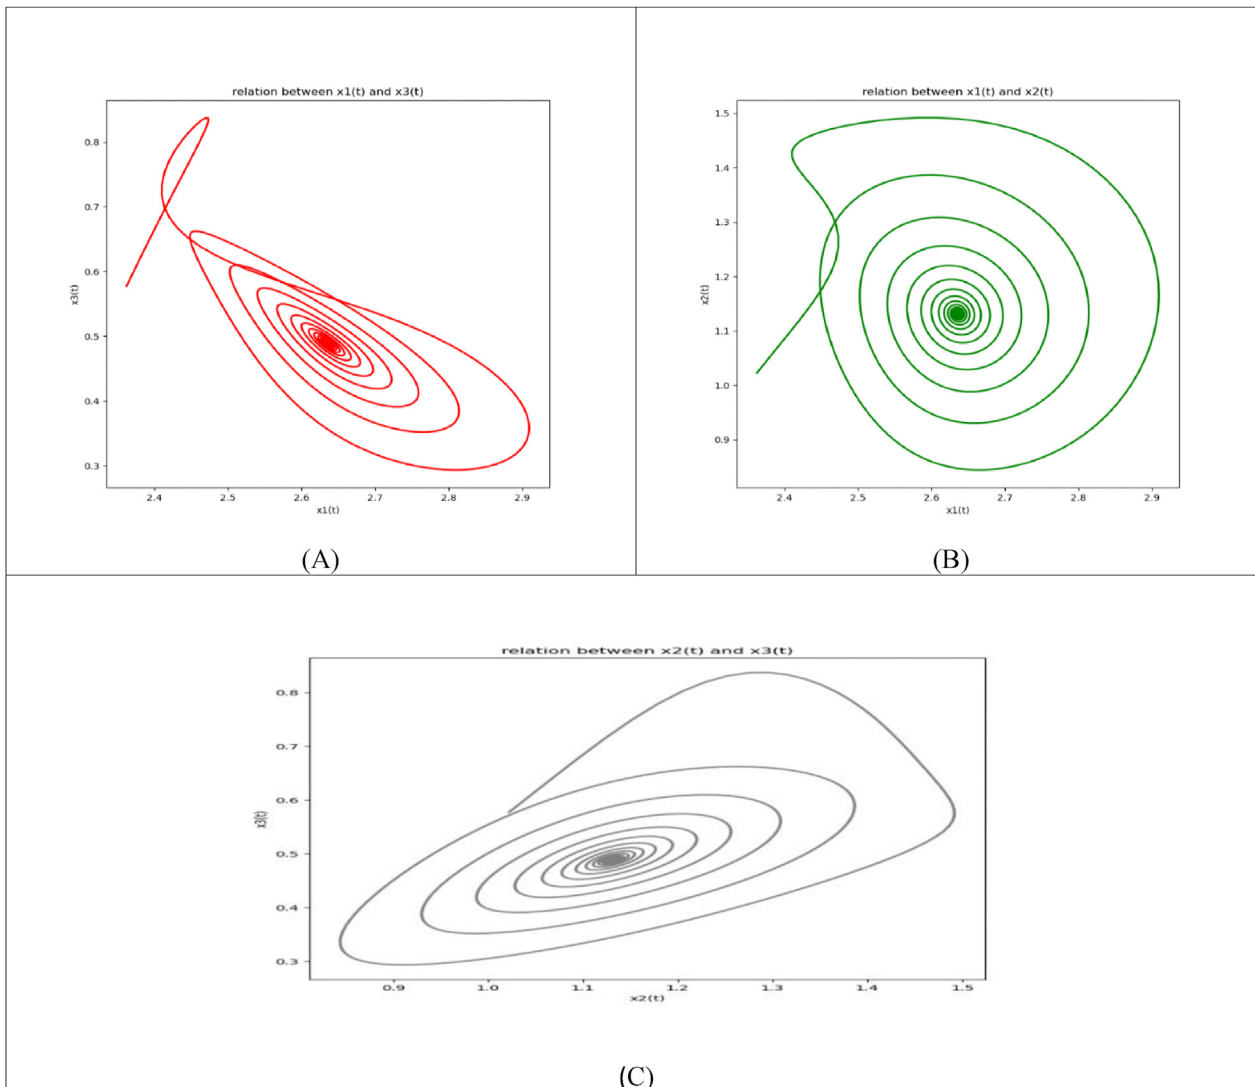 relation between x1(t) and x3(t)
0.8
0.7
0.6
0.5
0.4
0.3
x3(t)
2.4 2.5 2.6 2.7 2.8 2.9
x1(t)
(A)
relation between x1(t) and x2(t)
1.5
1.4
1.3
1.2
1.1
1.0
0.9
x2(t)
2.4 2.5 2.6 2.7 2.8 2.9
x1(t)
(B)
relation between x2(t) and x3(t)
0.8
0.7
0.6
0.5
0.4
0.3
x3(t)
0.9 1.0 1.1 1.2 1.3 1.4 1.5
x2(t)
(C)